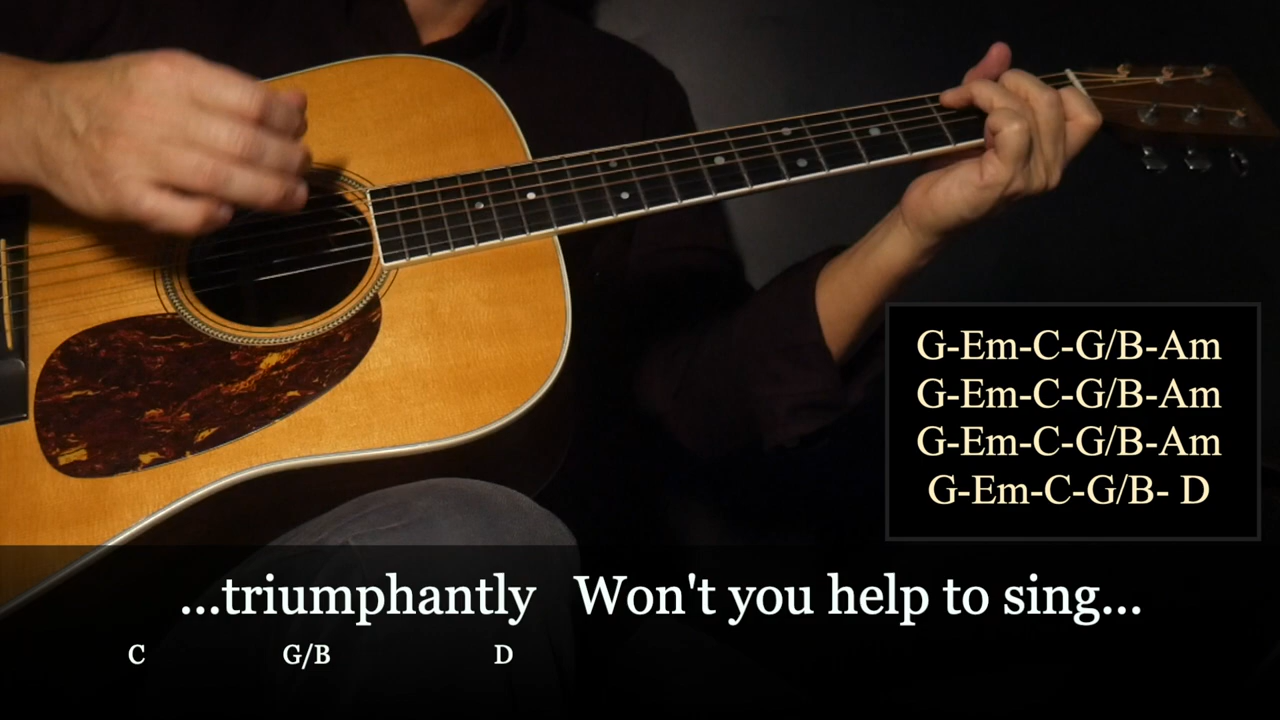 G-Em-C-G/B-Am
G-Em-C-G/B-Am
G-Em-C-G/B-Am
G-Em-C-G/B- D
...triumphantly   Won't you help to sing...
C   G/B   D